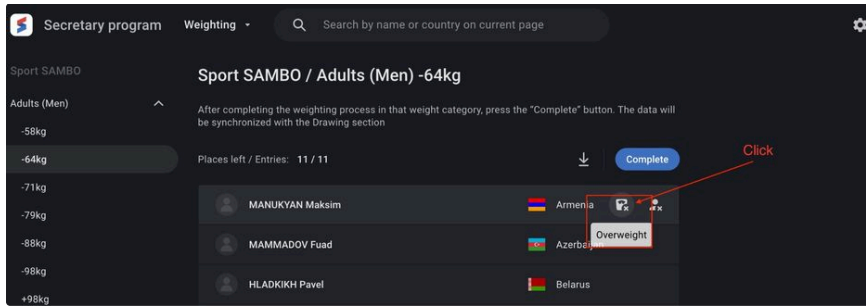 Secretary program
Weighting
Search by name or country on current page
Sport SAMBO
Adults (Men)
-58kg
-64kg
-71kg
-79kg
-88kg
-98kg
+98kg
Sport SAMBO / Adults (Men) -64kg
After completing the weighting process in that weight category, press the "Complete" button. The data will
be synchronized with the Drawing section
Places left / Entries: 11 / 11
Complete
Click
MANUKYAN Maksim Armenia
Overweight
MAMMADOV Fuad Azerbaijan
HLADKIKH Pavel Belarus